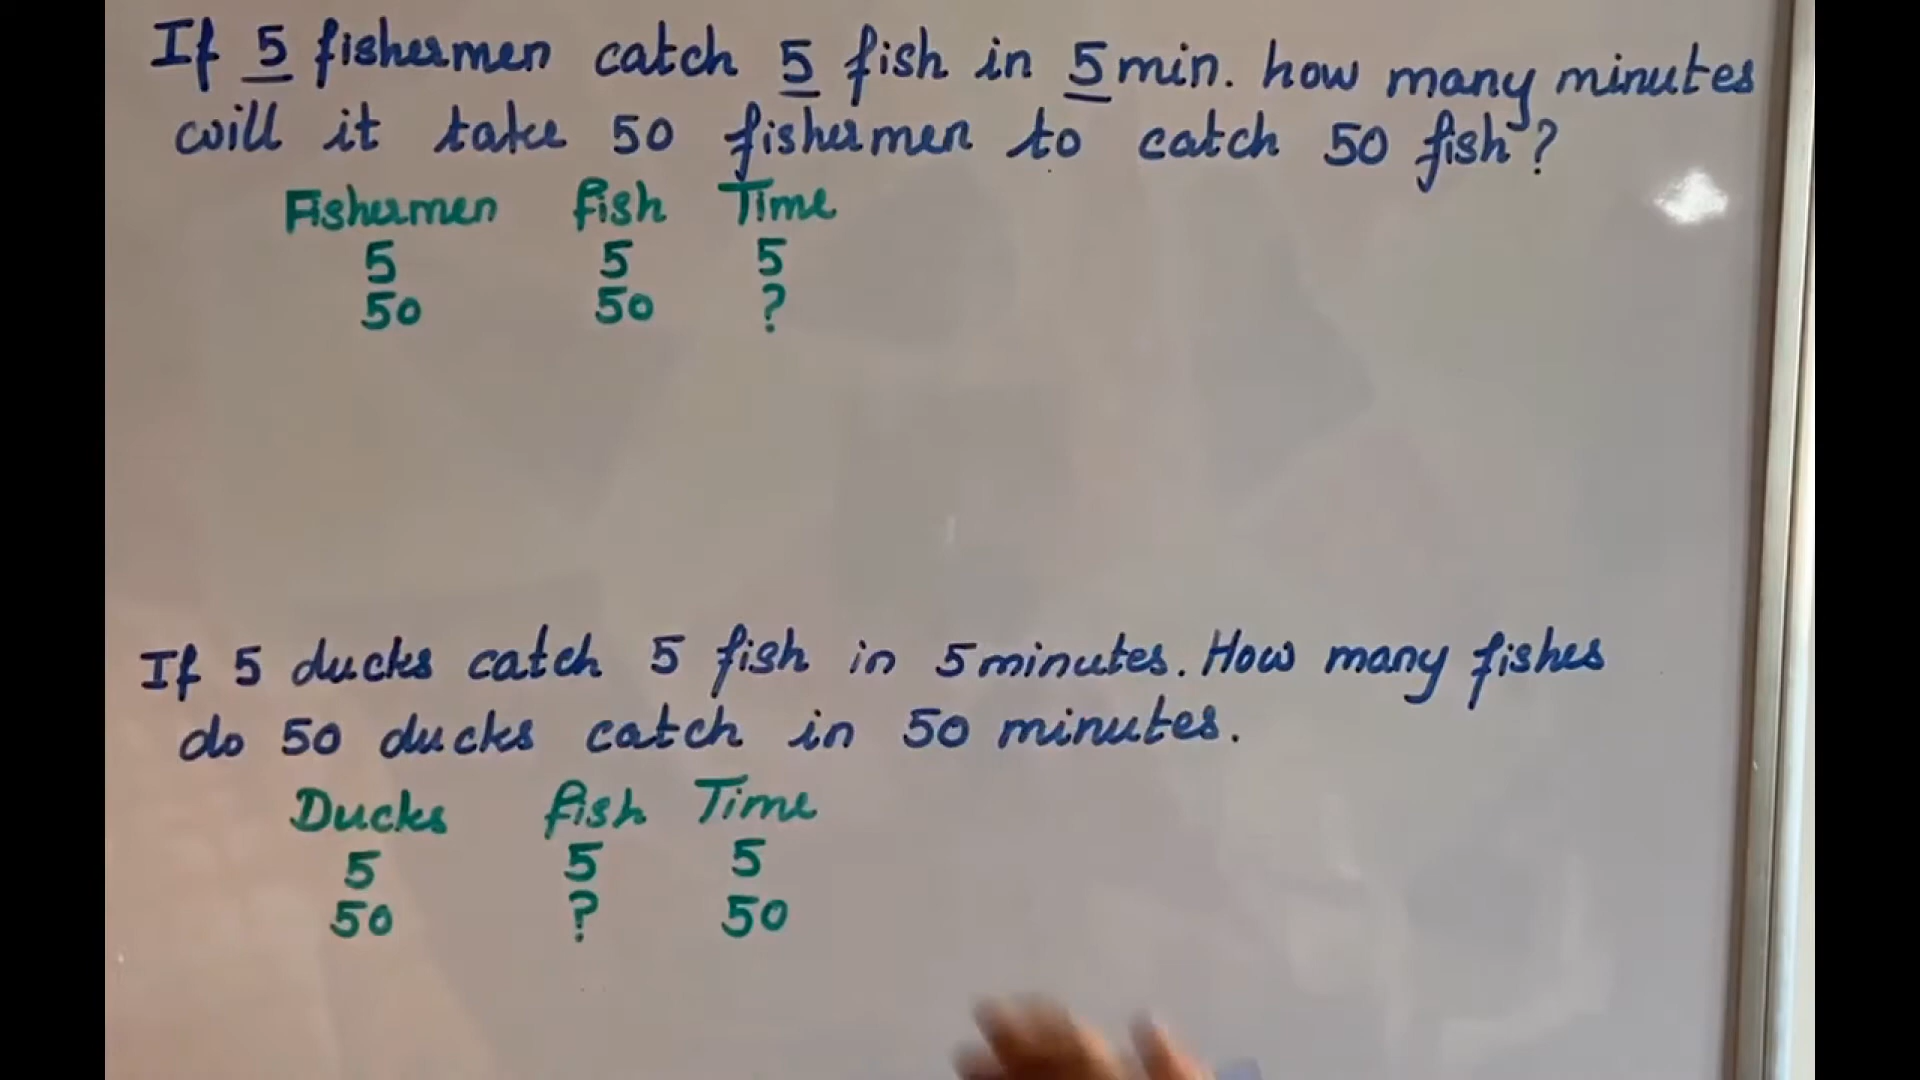 If 5 fishermen catch 5 fish in 5 min. how many minutes
will it take 50 fishermen to catch 50 fish?
Fishermen fish Time
5 5 5
50 50 ?
If 5 ducks catch 5 fish in 5 minutes. How many fishes
do 50 ducks catch in 50 minutes.
Ducks fish Time
5 5 5
50 ? 50